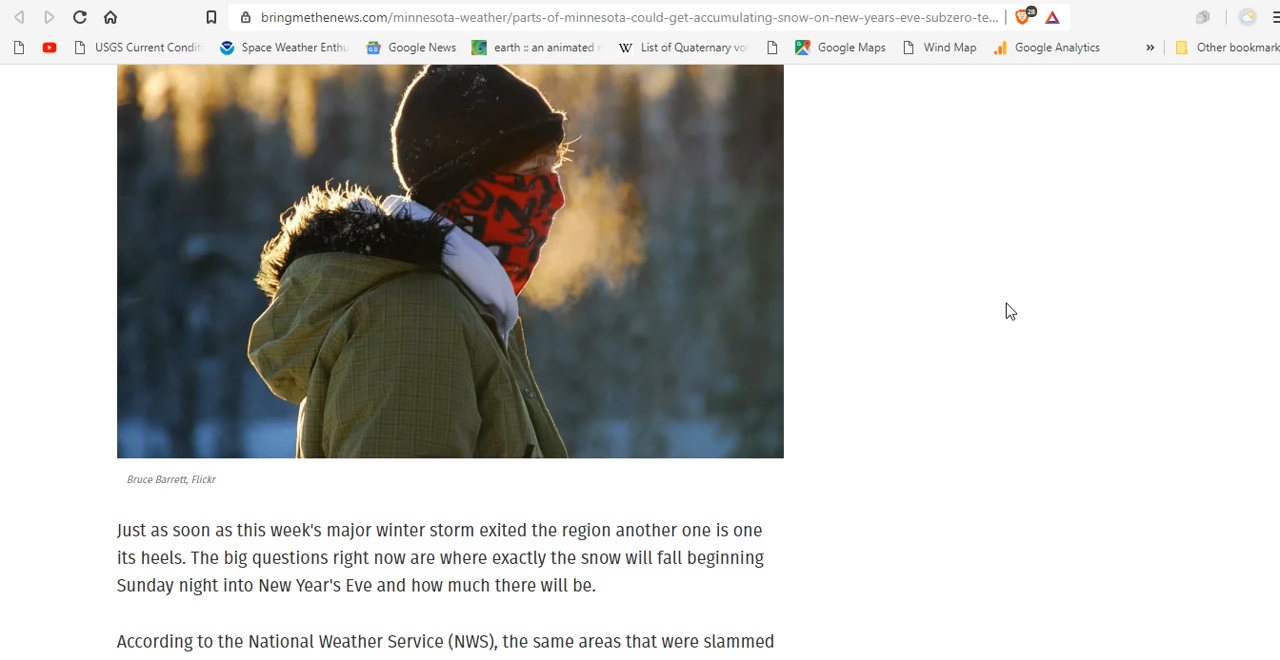 bringmethenews.com/minnesota-weather/parts-of-minnesota-could-get-accumulating-snow-on-new-years-eve-subzero-te...
28
USGS Current Condit
Space Weather Enthu
Google News
earth :: an animated
List of Quaternary vo
Google Maps
Wind Map
Google Analytics
»
Other bookmark
Bruce Barrett, Flickr
Just as soon as this week's major winter storm exited the region another one is one
its heels. The big questions right now are where exactly the snow will fall beginning
Sunday night into New Year's Eve and how much there will be.
According to the National Weather Service (NWS), the same areas that were slammed